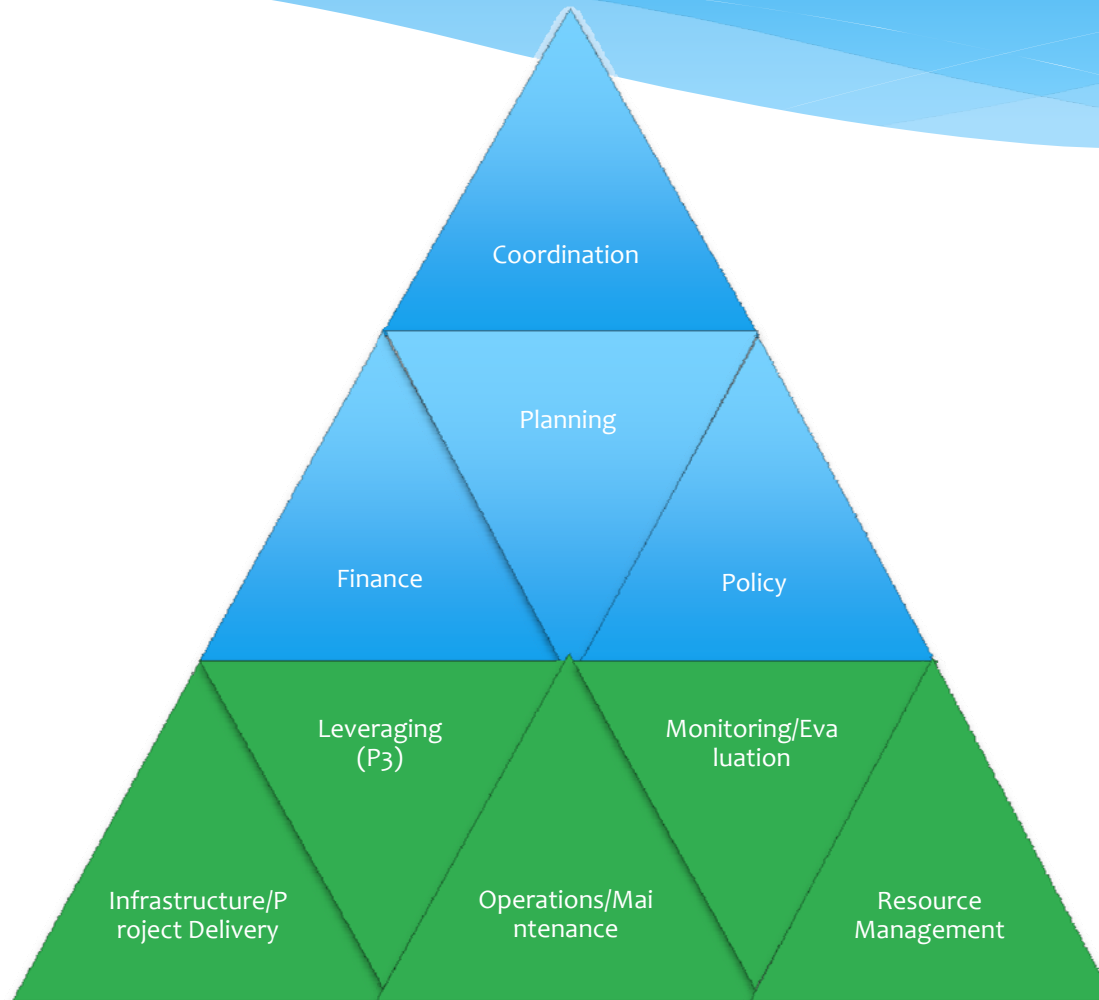 Coordination
Planning
Finance
Policy
Leveraging
(P3)
Monitoring/Eva
luation
Infrastructure/P
roject Delivery
Operations/Mai
ntenance
Resource
Management